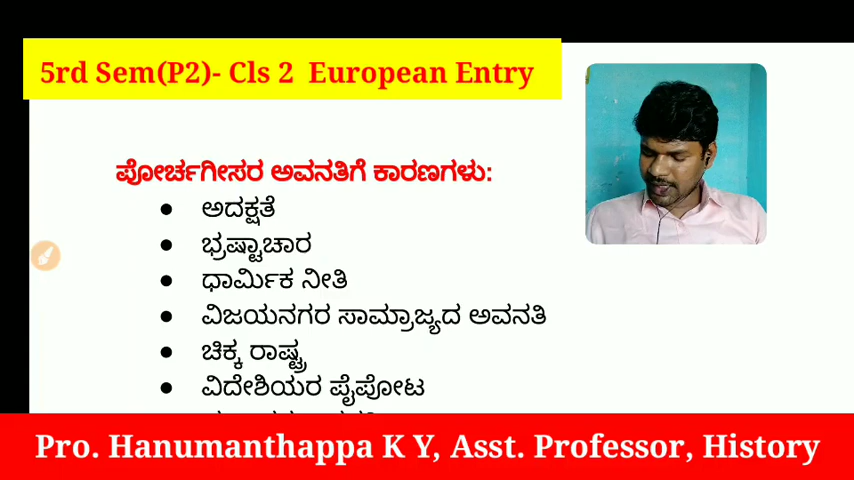 5rd Sem(P2)- Cls 2 European Entry
ಪೋರ್ಚಗೀಸರ ಅವನತಿಗೆ ಕಾರಣಗಳು:
● ಅದಕ್ಷತೆ
● ಭ್ರಷ್ಟಾಚಾರ
● ಧಾರ್ಮಿಕ ನೀತಿ
● ವಿಜಯನಗರ ಸಾಮ್ರಾಜ್ಯದ ಅವನತಿ
● ಚಿಕ್ಕ ರಾಷ್ಟ್ರ
● ವಿದೇಶಿಯರ ಪೈಪೋಟ
Pro. Hanumanthappa K Y, Asst. Professor, History